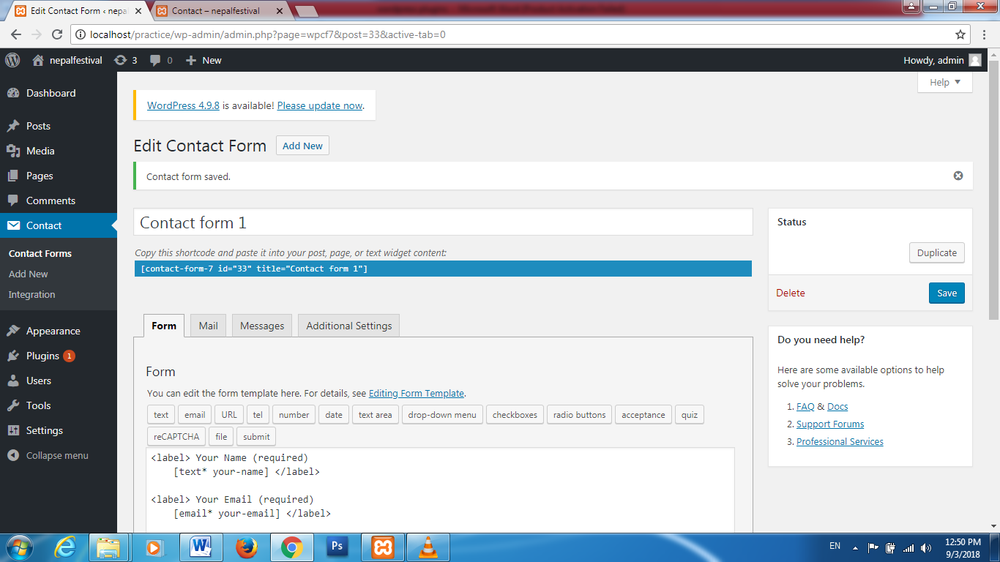 Edit Contact Form ‹ nepal
Contact – nepalfestival
localhost/practice/wp-admin/admin.php?page=wpcf7&post=33&active-tab=0
nepalfestival 3 0 New Howdy, admin
Help
Dashboard
Posts
Media
Pages
Comments
Contact
Contact Forms
Add New
Integration
Appearance
Plugins 1
Users
Tools
Settings
Collapse menu
WordPress 4.9.8 is available! Please update now.
Edit Contact Form Add New
Contact form saved.
Contact form 1
Copy this shortcode and paste it into your post, page, or text widget content:
[contact-form-7 id="33" title="Contact form 1"]
Form Mail Messages Additional Settings
Form
You can edit the form template here. For details, see Editing Form Template.
text email URL tel number date text area drop-down menu checkboxes radio buttons acceptance quiz
reCAPTCHA file submit
<label> Your Name (required)
[text* your-name] </label>
<label> Your Email (required)
[email* your-email] </label>
Status
Duplicate
Delete Save
Do you need help?
Here are some available options to help
solve your problems.
1. FAQ & Docs
2. Support Forums
3. Professional Services
W
Ps
EN
12:50 PM
9/3/2018